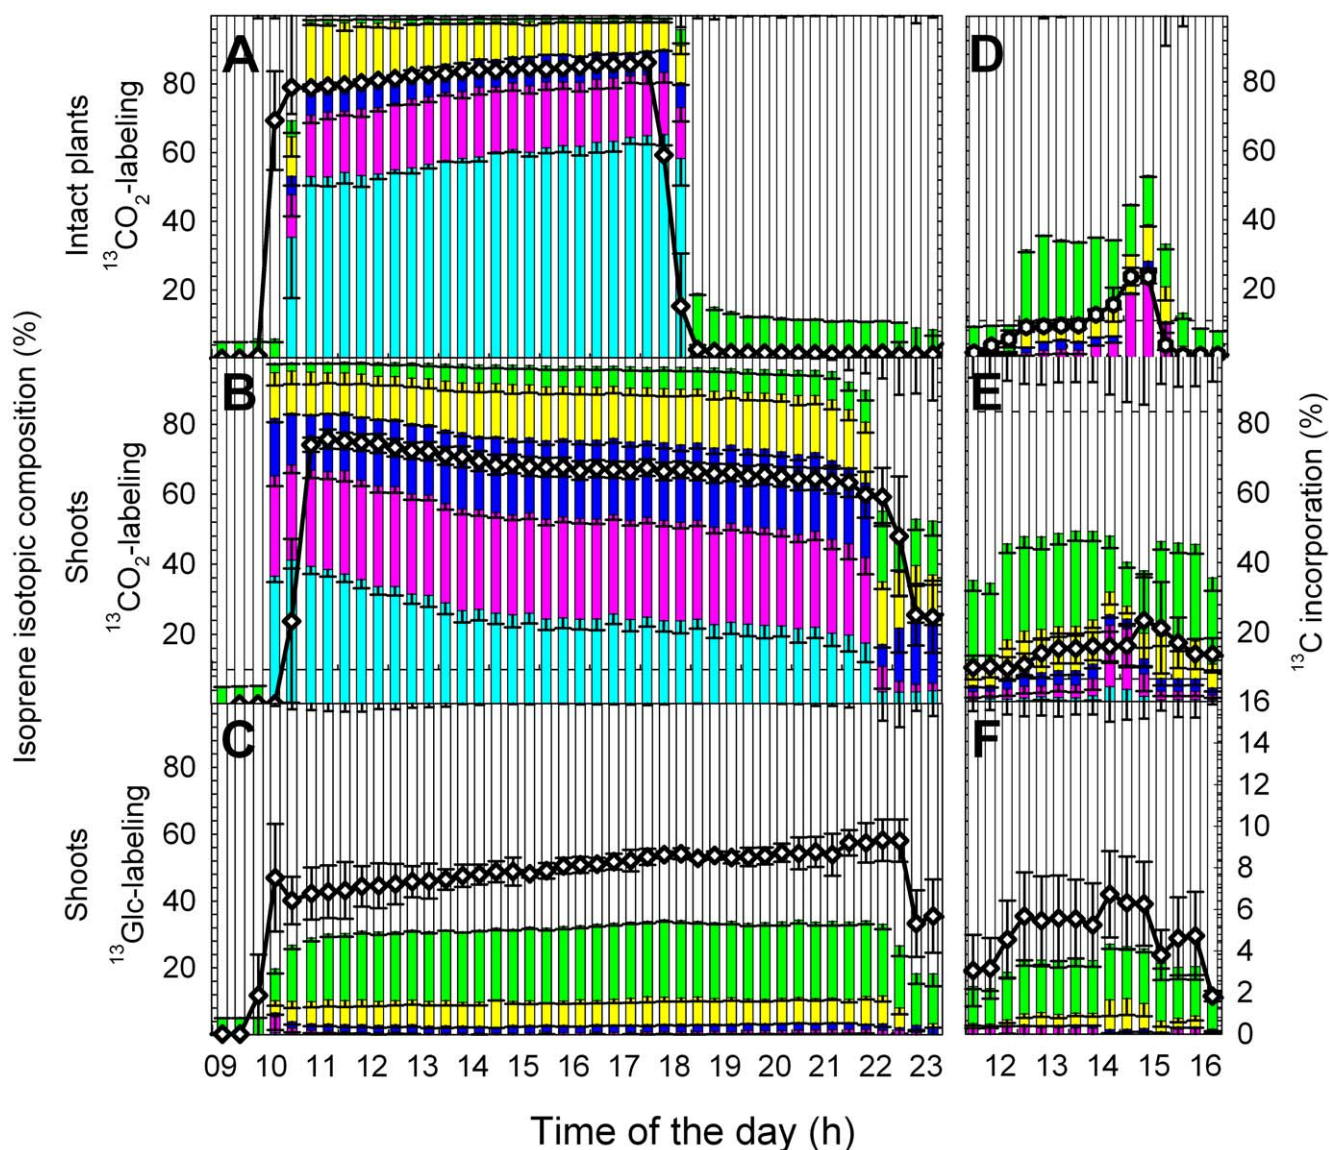 A
D
80
60
40
20
80
60
40
20
Intact plants
13CO2-labeling
B
E
80
60
40
20
80
60
40
20
16
Shoots
13CO2-labeling
C
F
80
60
40
20
14
12
10
8
6
4
2
0
Shoots
13Glc-labeling
Isoprene isotopic composition (%)
13C incorporation (%)
09 10 11 12 13 14 15 16 17 18 19 20 21 22 23
12 13 14 15 16
Time of the day (h)